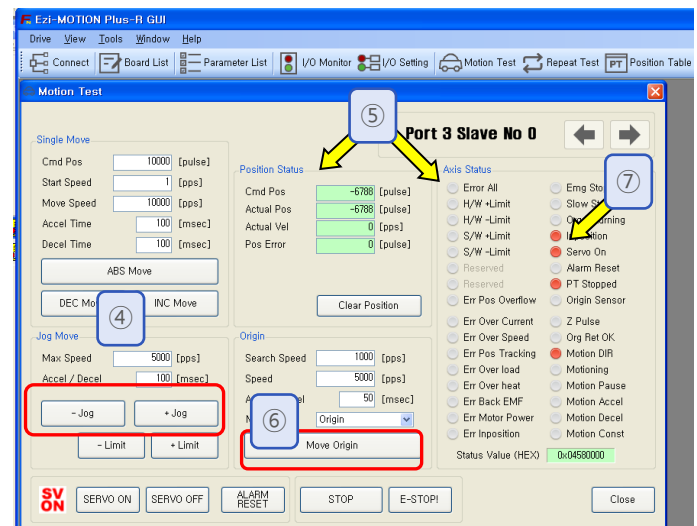 Ezi-MOTION Plus-R GUI
Drive View Tools Window Help
Connect Board List Parameter List I/O Monitor I/O Setting Motion Test Repeat Test PT Position Table
Motion Test
⑤
Port 3 Slave No 0
Single Move
Cmd Pos 10000 [pulse]
Start Speed 1 [pps]
Move Speed 10000 [pps]
Accel Time 100 [msec]
Decel Time 100 [msec]
ABS Move
DEC INC Move
④
Position Status
Cmd Pos -6788 [pulse]
Actual Pos -6788 [pulse]
Actual Vel 0 [pps]
Pos Error 0 [pulse]
Clear Position
Jog Move
Max Speed 5000 [pps]
Accel / Decel 100 [msec]
- Jog + Jog
- Limit + Limit
Origin
Search Speed 1000 [pps]
Speed 5000 [pps]
50 [msec]
Origin
⑥
Move Origin
Axis Status
⑦
Error All
H/W +Limit
H/W -Limit
S/W +Limit
S/W -Limit
Reserved
Reserved
Err Pos Overflow
Err Over Current
Err Over Speed
Err Pos Tracking
Err Over load
Err Over heat
Err Back EMF
Err Motor Power
Err Inposition
Emg
Slow
Servo On
Alarm Reset
PT Stopped
Origin Sensor
Z Pulse
Org Ret OK
Motion DIR
Motioning
Motion Pause
Motion Accel
Motion Decel
Motion Const
Status Value (HEX) 0x04580000
SV ON SERVO ON SERVO OFF ALARM RESET STOP E-STOP! Close